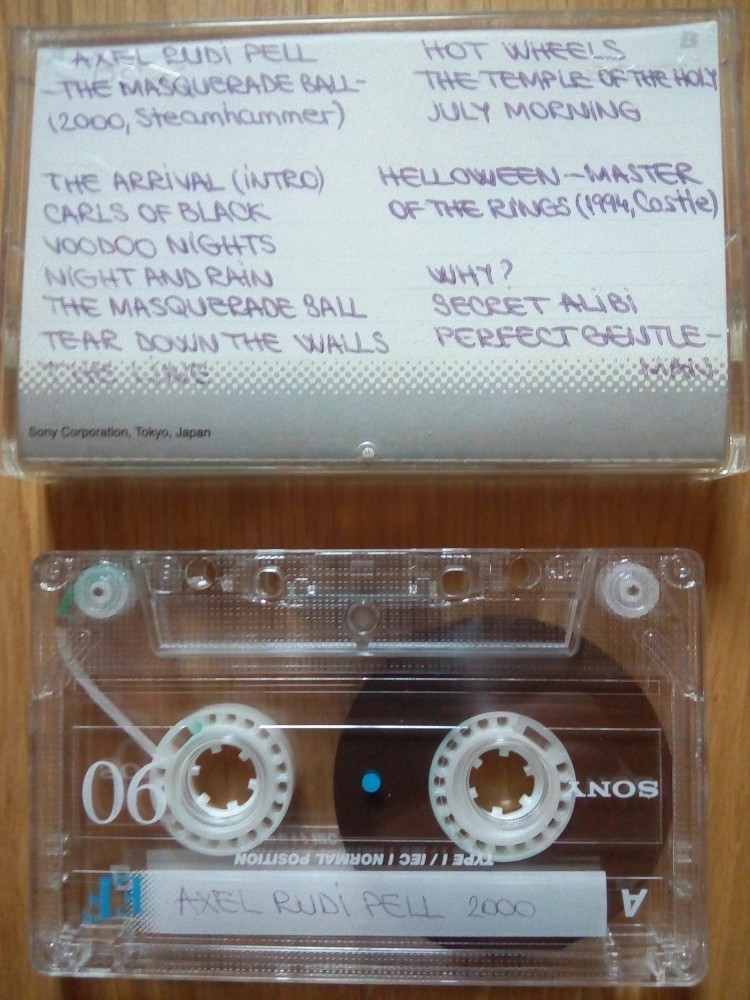 B
AXEL RUDI PELL
-THE MASQUERADE BALL-
(2000, Steamhammer)
THE ARRIVAL (INTRO)
CARLS OF BLACK
VOODOO NIGHTS
NIGHT AND RAIN
THE MASQUERADE BALL
TEAR DOWN THE WALLS
THE LINE
HOT WHEELS
THE TEMPLE OF THE HOLY
JULY MORNING
HELLOWEEN-MASTER
OF THE RINGS (1994, Castle)
WHY?
SECRET ALIBI
PERFECT GENTLE-
MAN
Sony Corporation, Tokyo, Japan
90
SONY
TYPE I / IEC I NORMAL POSITION
EF
A
AXEL RUDI PELL 2000